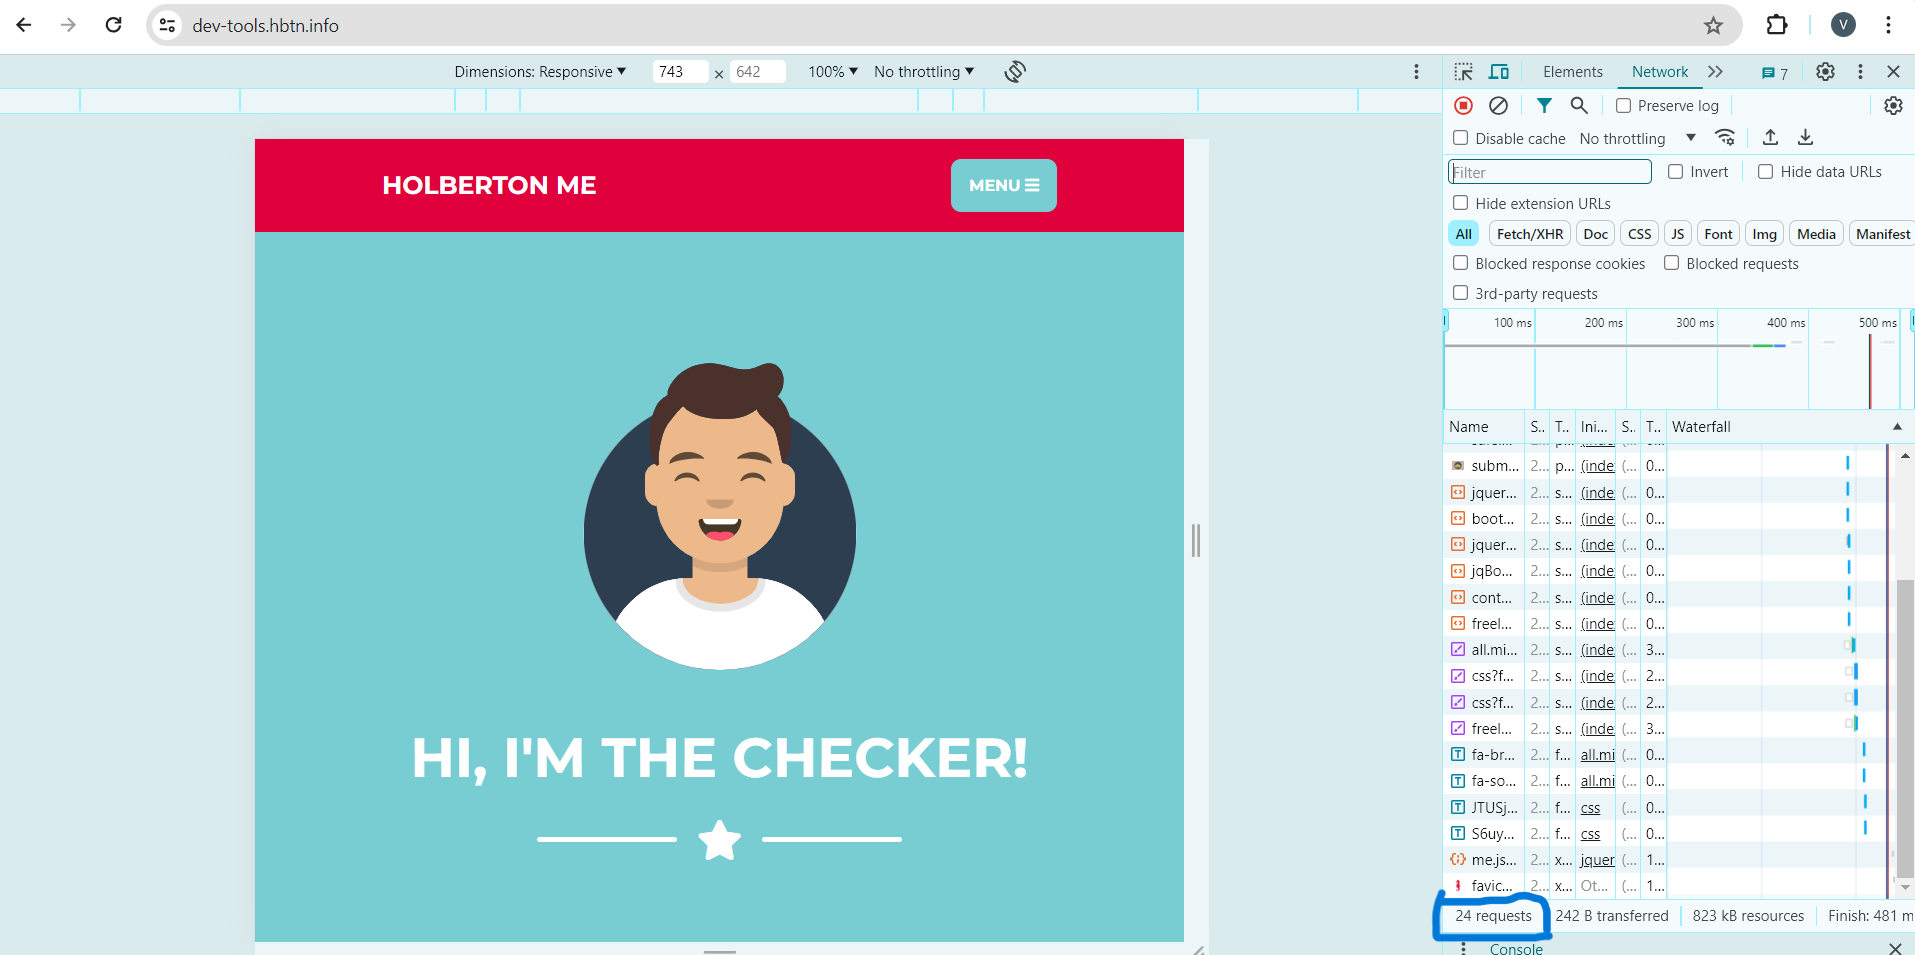 dev-tools.hbtn.info
V
Dimensions: Responsive 743 × 642 100% No throttling
Elements Network 7
Preserve log
Disable cache No throttling
Filter Invert Hide data URLs
Hide extension URLs
All Fetch/XHR Doc CSS JS Font Img Media Manifest
Blocked response cookies Blocked requests
3rd-party requests
100 ms 200 ms 300 ms 400 ms 500 ms
Name S.. T.. Ini... S.. T.. Waterfall
subm... 2... p... (inde (... 0...
jquer... 2... s... (inde (... 0...
boot... 2... s... (inde (... 0...
jquer... 2... s... (inde (... 0...
jqBo... 2... s... (inde (... 0...
cont... 2... s... (inde (... 0...
freel... 2... s... (inde (... 0...
all.mi... 2... s... (inde (... 3...
css?f... 2... s... (inde (... 2...
css?f... 2... s... (inde (... 2...
freel... 2... s... (inde (... 3...
fa-br... 2... f... all.mi (... 0...
fa-so... 2... f... all.mi (... 0...
JTUSj... 2... f... css (... 0...
S6uy... 2... f... css (... 0...
me.js... 2... x... jquer (... 1...
favic... 2... x... Ot... (... 1...
24 requests 242 B transferred 823 kB resources Finish: 481 m
Console
HOLBERTON ME
MENU
HI, I'M THE CHECKER!